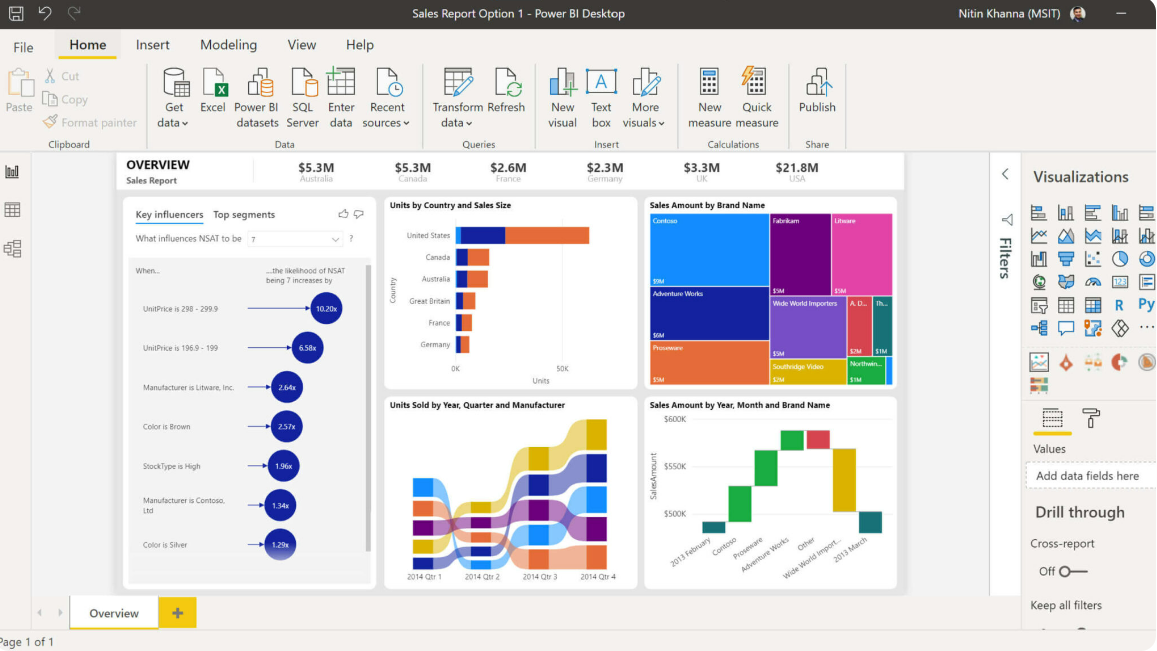 Sales Report Option 1 - Power BI Desktop
Nitin Khanna (MSIT)
File Home Insert Modeling View Help
Paste
Cut
Copy
Format painter
Clipboard
Get data
Excel
Power BI datasets
SQL Server
Enter data
Recent sources
Data
Transform data
Refresh
Queries
New visual
Text box
More visuals
Insert
New measure
Quick measure
Calculations
Publish
Share
OVERVIEW
Sales Report
$5.3M
Australia
$5.3M
Canada
$2.6M
France
$2.3M
Germany
$3.3M
UK
$21.8M
USA
Key influencers Top segments
What influences NSAT to be 7 ?
When...
...the likelihood of NSAT
being 7 increases by
UnitPrice is 298 - 299.9 10.20x
UnitPrice is 196.9 - 199 6.58x
Manufacturer is Litware, Inc. 2.64x
Color is Brown 2.57x
StockType is High 1.96x
Manufacturer is Contoso,
Ltd 1.34x
Color is Silver 1.29x
Units by Country and Sales Size
Country
United States
Canada
Australia
Great Britain
France
Germany
0K 50K
Units
Sales Amount by Brand Name
Contoso
$9M
Adventure Works
$6M
Proseware
$5M
Fabrikam
$5M
Litware
$5M
Wide World Importers
$5M
A. D...
$2M
Th...
$1M
Southridge Video
$2M
Northwin...
$1M
Units Sold by Year, Quarter and Manufacturer
2014 Qtr 1 2014 Qtr 2 2014 Qtr 3 2014 Qtr 4
Sales Amount by Year, Month and Brand Name
SalesAmount
$600K
$550K
$500K
2013 February
Contoso
Proseware
Adventure Works
Other
Wide World Import...
2013 March
Filters
Visualizations
123
R Py
Values
Add data fields here
Drill through
Cross-report
Off
Keep all filters
Overview
Page 1 of 1